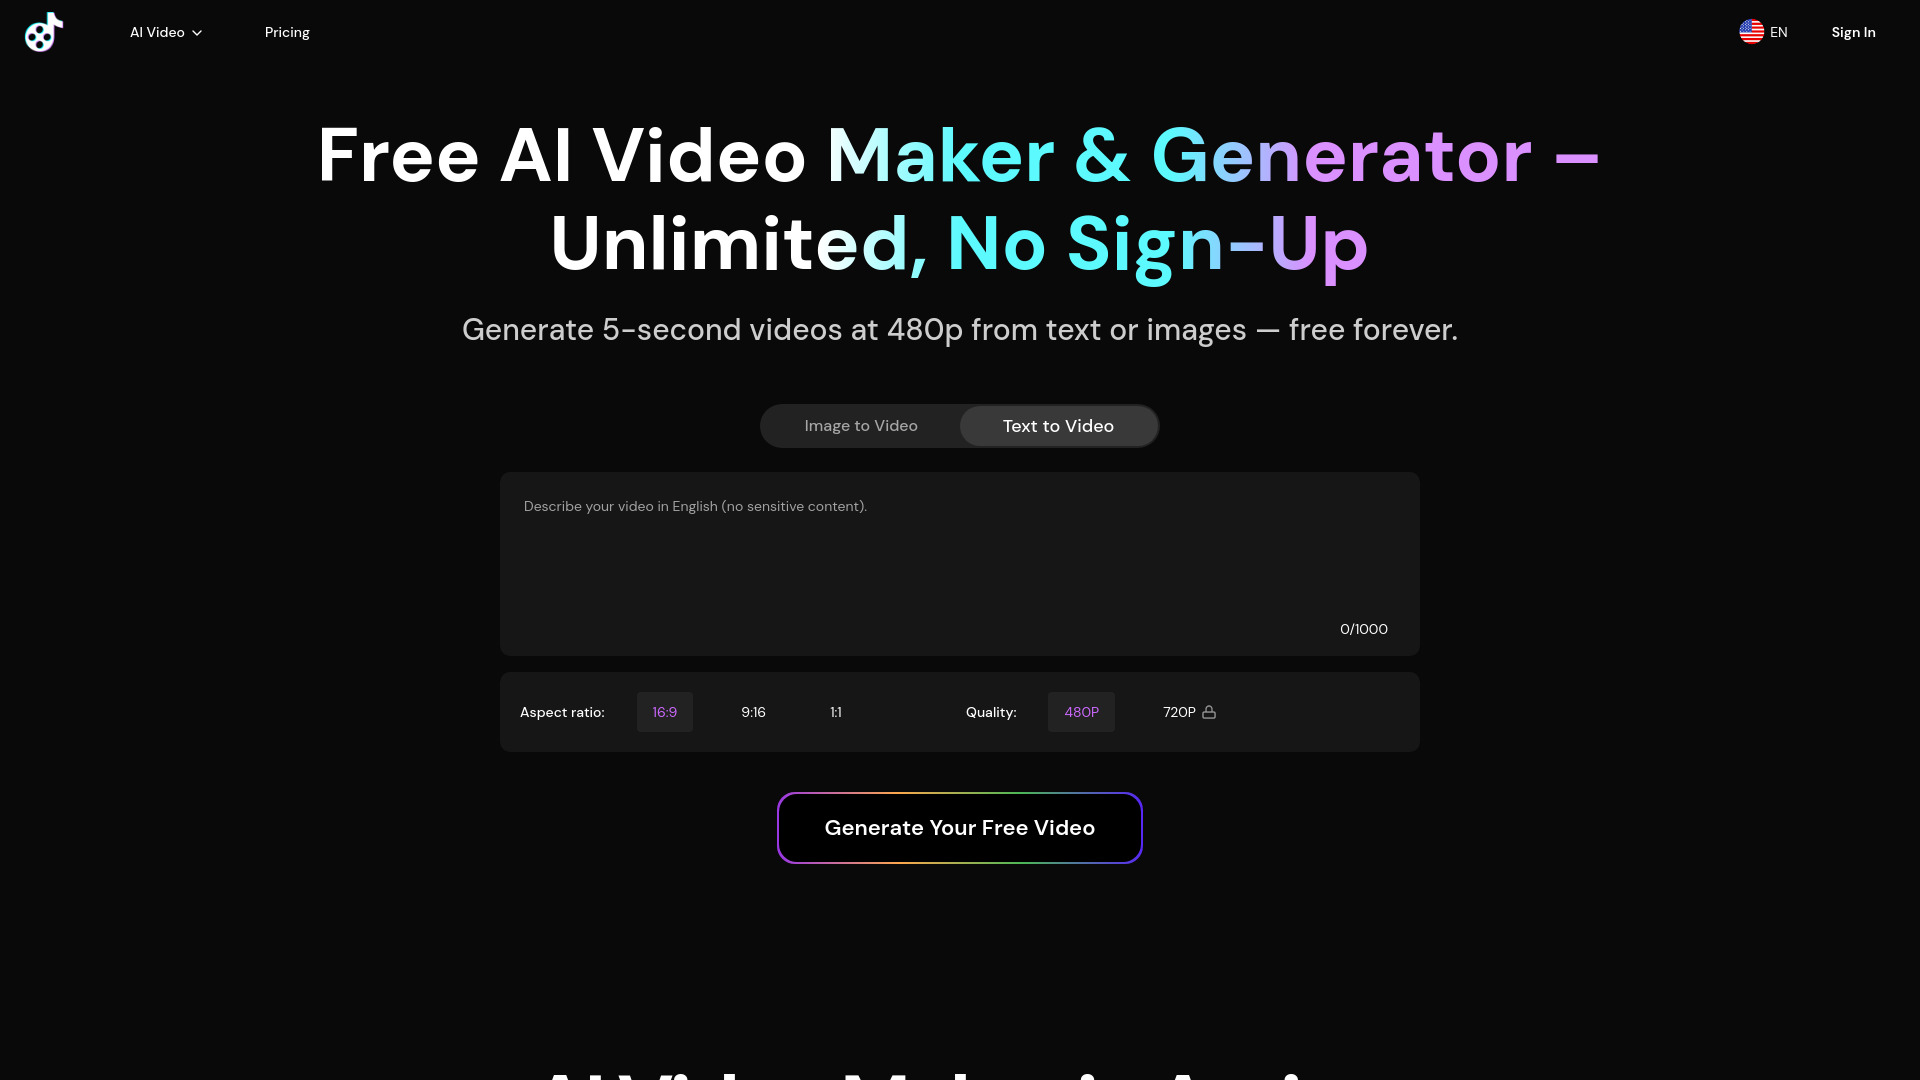 AI Video
Pricing
EN
Sign In
Free AI Video Maker & Generator –
Unlimited, No Sign-Up
Generate 5-second videos at 480p from text or images — free forever.
Image to Video
Text to Video
Describe your video in English (no sensitive content).
0/1000
Aspect ratio:
16:9
9:16
1:1
Quality:
480P
720P
Generate Your Free Video